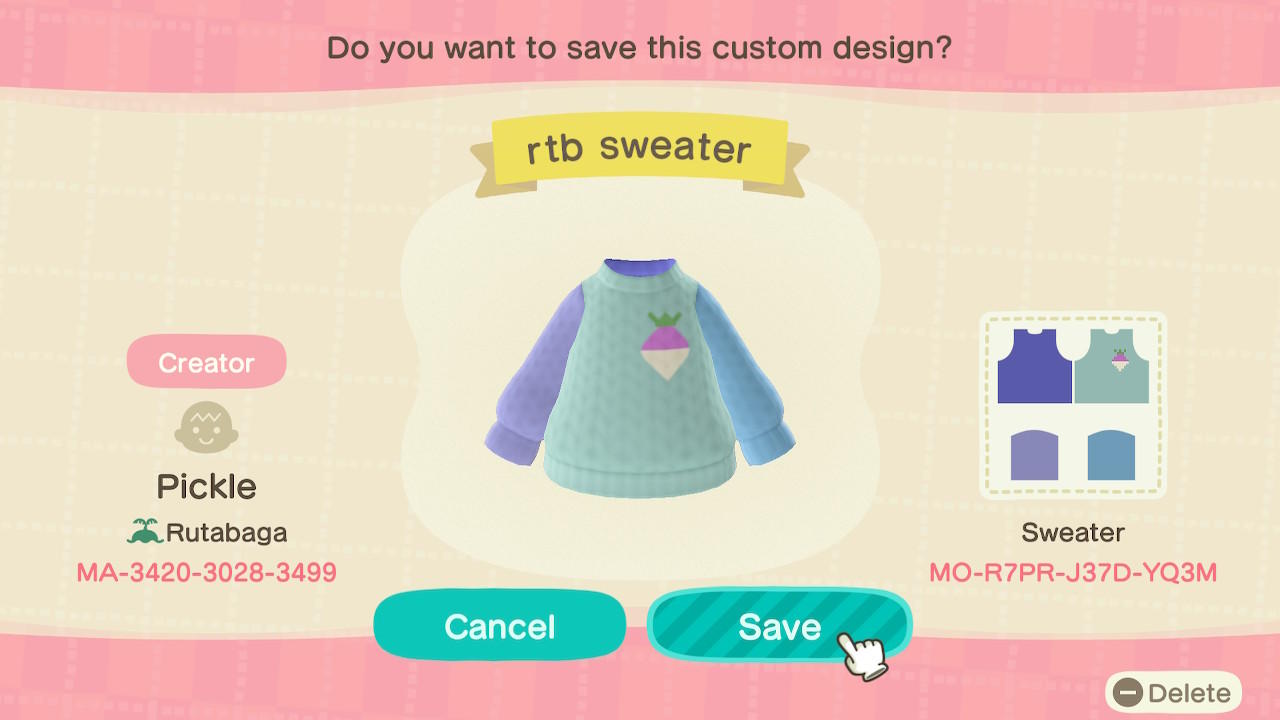 Do you want to save this custom design?
rtb sweater
Creator
Pickle
Rutabaga
MA-3420-3028-3499
Sweater
MO-R7PR-J37D-YQ3M
Cancel
Save
Delete